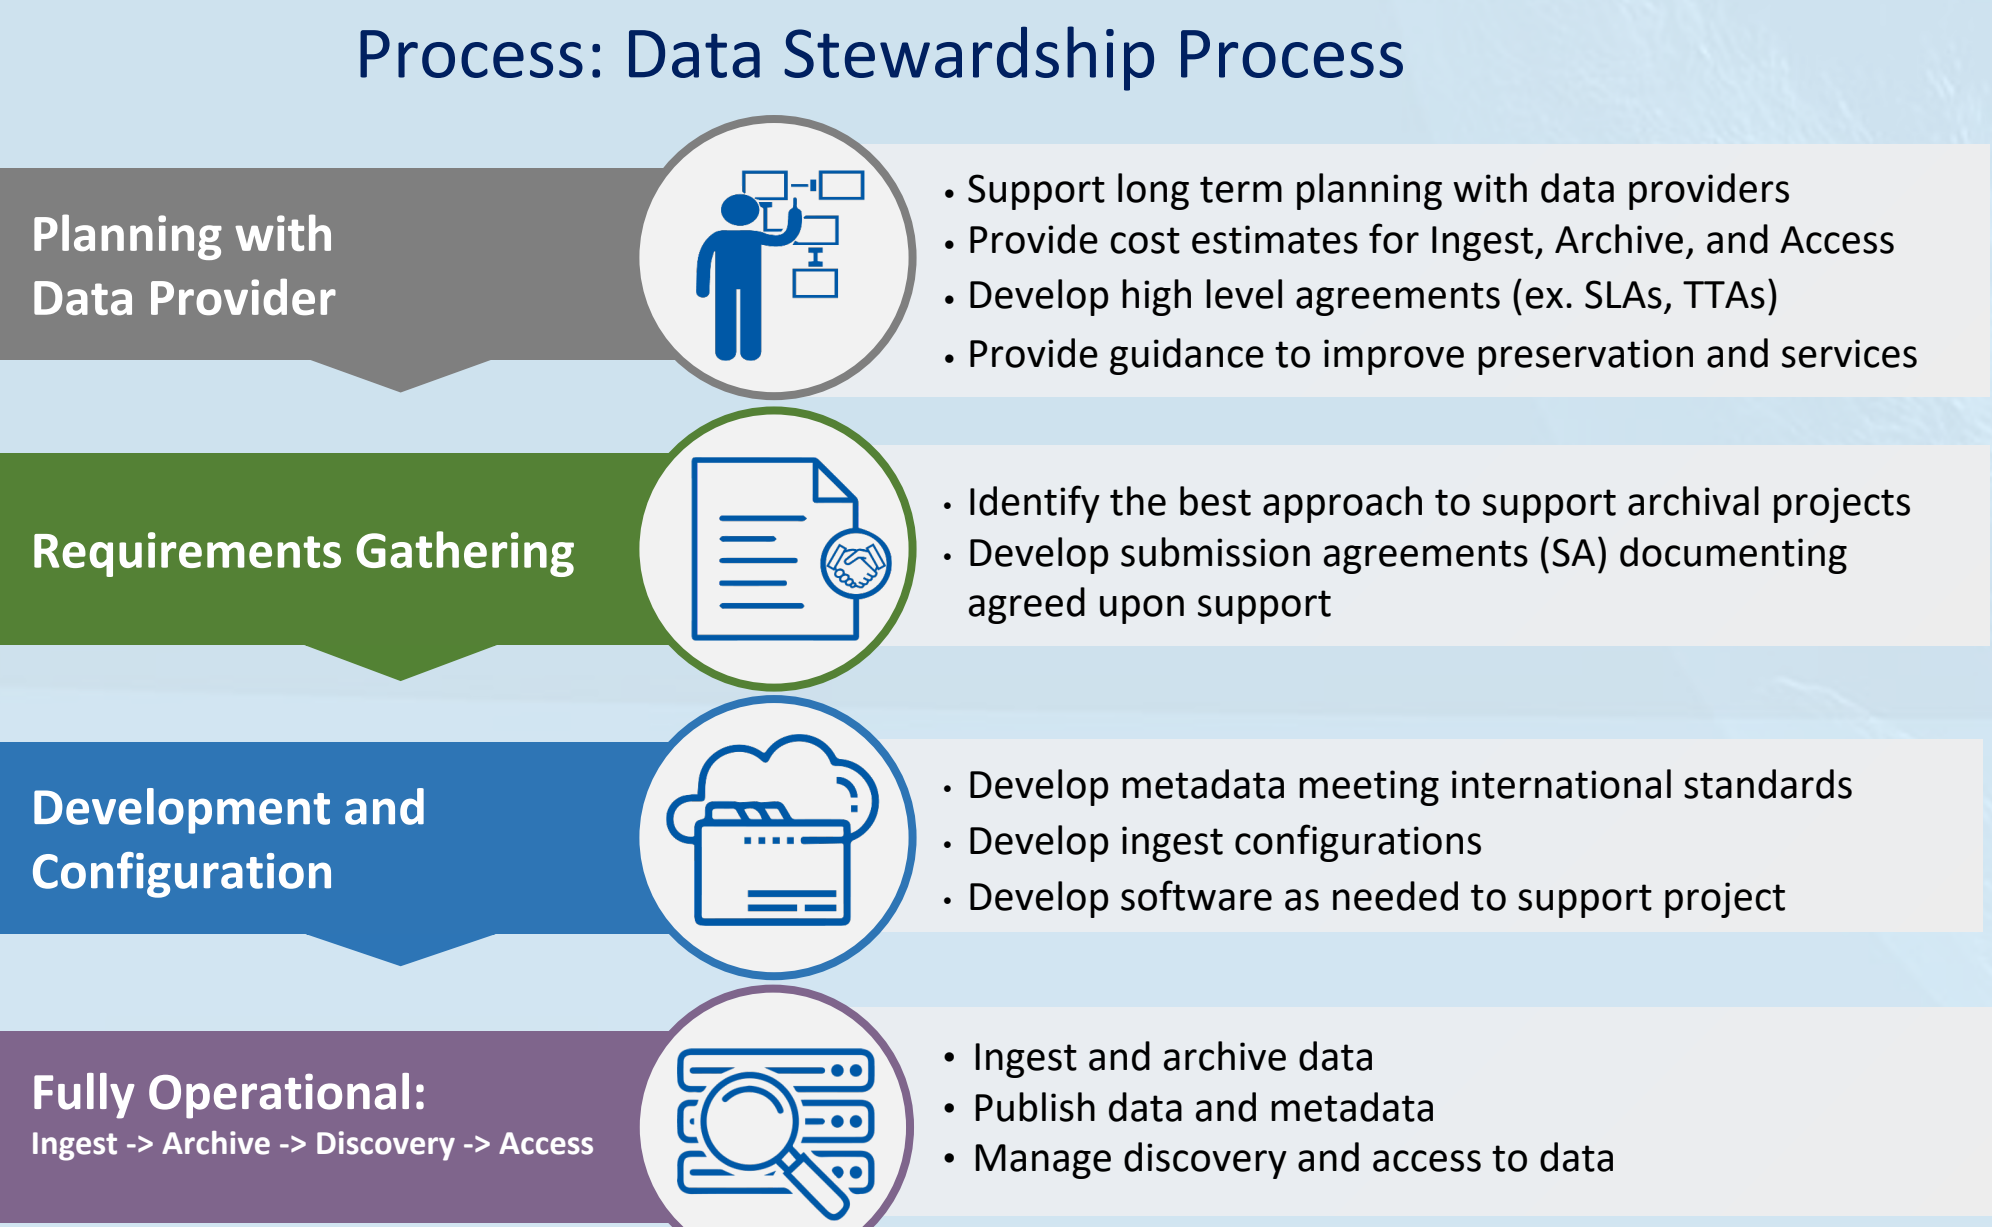 Process: Data Stewardship Process
Planning with
Data Provider
• Support long term planning with data providers
• Provide cost estimates for Ingest, Archive, and Access
• Develop high level agreements (ex. SLAs, TTAs)
• Provide guidance to improve preservation and services
Requirements Gathering
• Identify the best approach to support archival projects
• Develop submission agreements (SA) documenting
agreed upon support
Development and
Configuration
• Develop metadata meeting international standards
• Develop ingest configurations
• Develop software as needed to support project
Fully Operational:
Ingest -> Archive -> Discovery -> Access
• Ingest and archive data
• Publish data and metadata
• Manage discovery and access to data